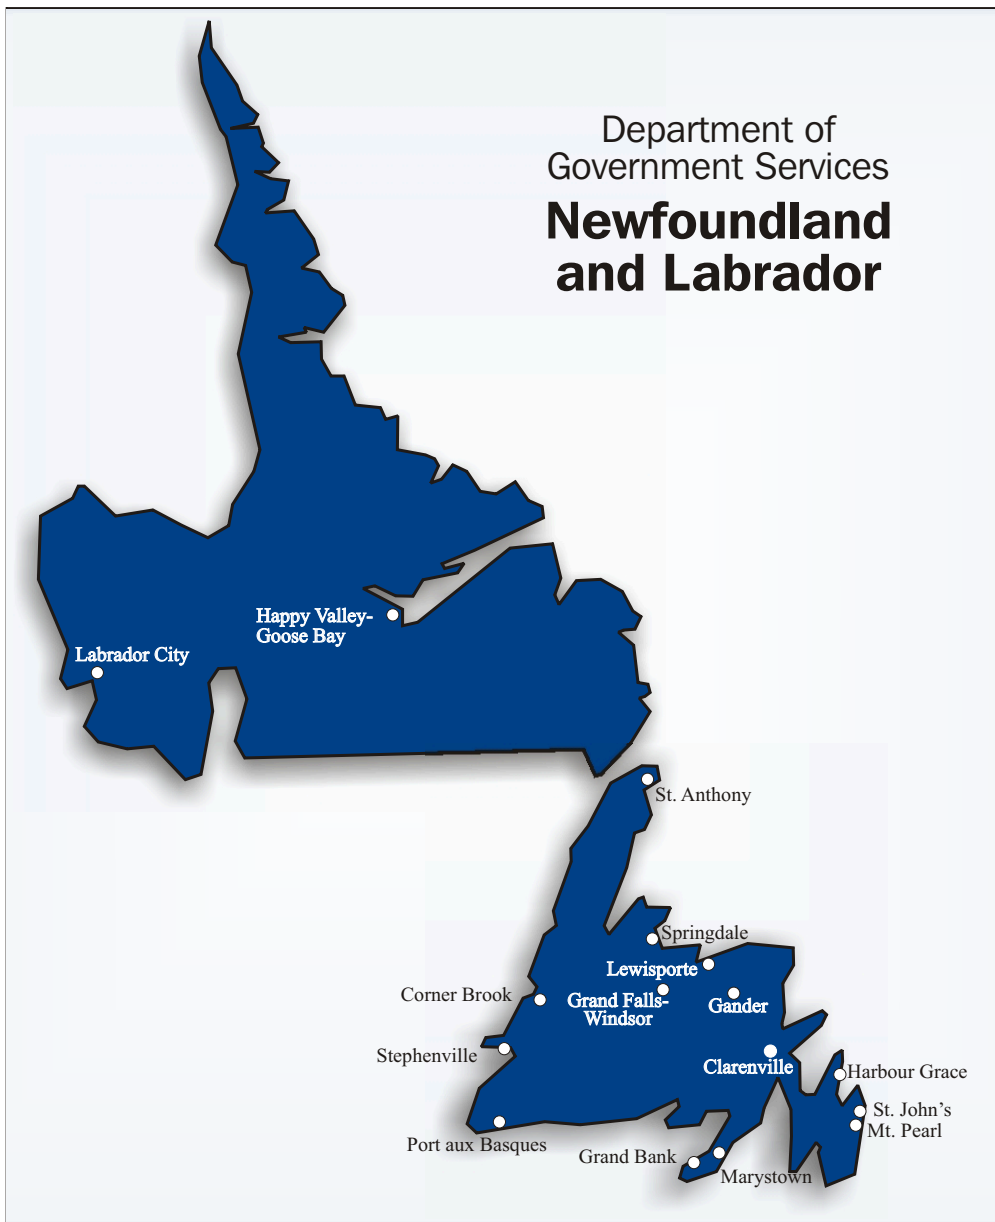 Department of
Government Services
Newfoundland
and Labrador
Happy Valley-
Goose Bay
Labrador City
St. Anthony
Springdale
Lewisporte
Corner Brook
Grand Falls-
Windsor
Gander
Stephenville
Clarenville
Harbour Grace
St. John's
Mt. Pearl
Port aux Basques
Grand Bank
Marystown